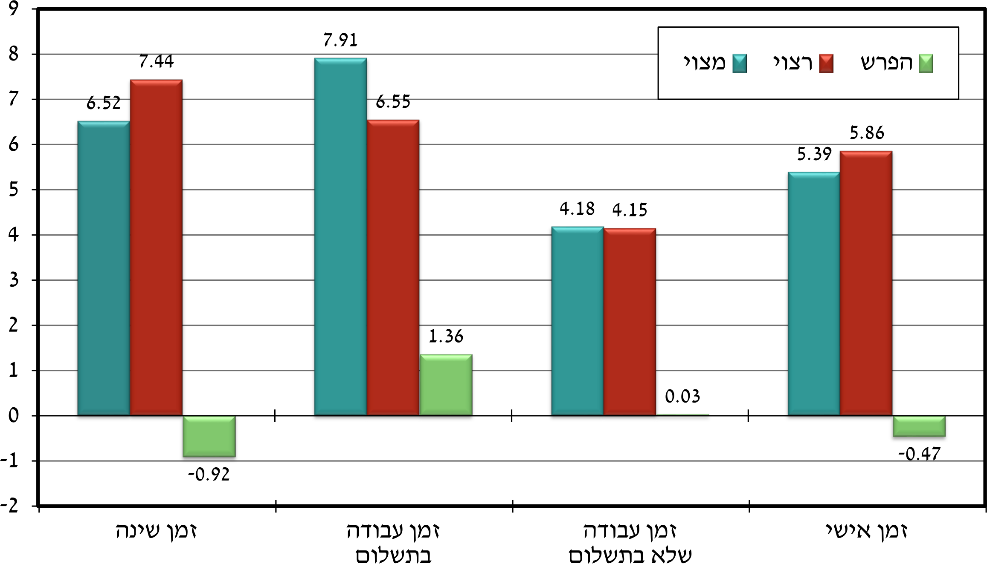 9
8
7
6
5
4
3
2
1
0
-1
-2
הפרש רצוי מצוי
6.52 7.44 -0.92
7.91 6.55 1.36
4.18 4.15 0.03
5.39 5.86 -0.47
זמן שינה
זמן עבודה
בתשלום
זמן עבודה
שלא בתשלום
זמן אישי